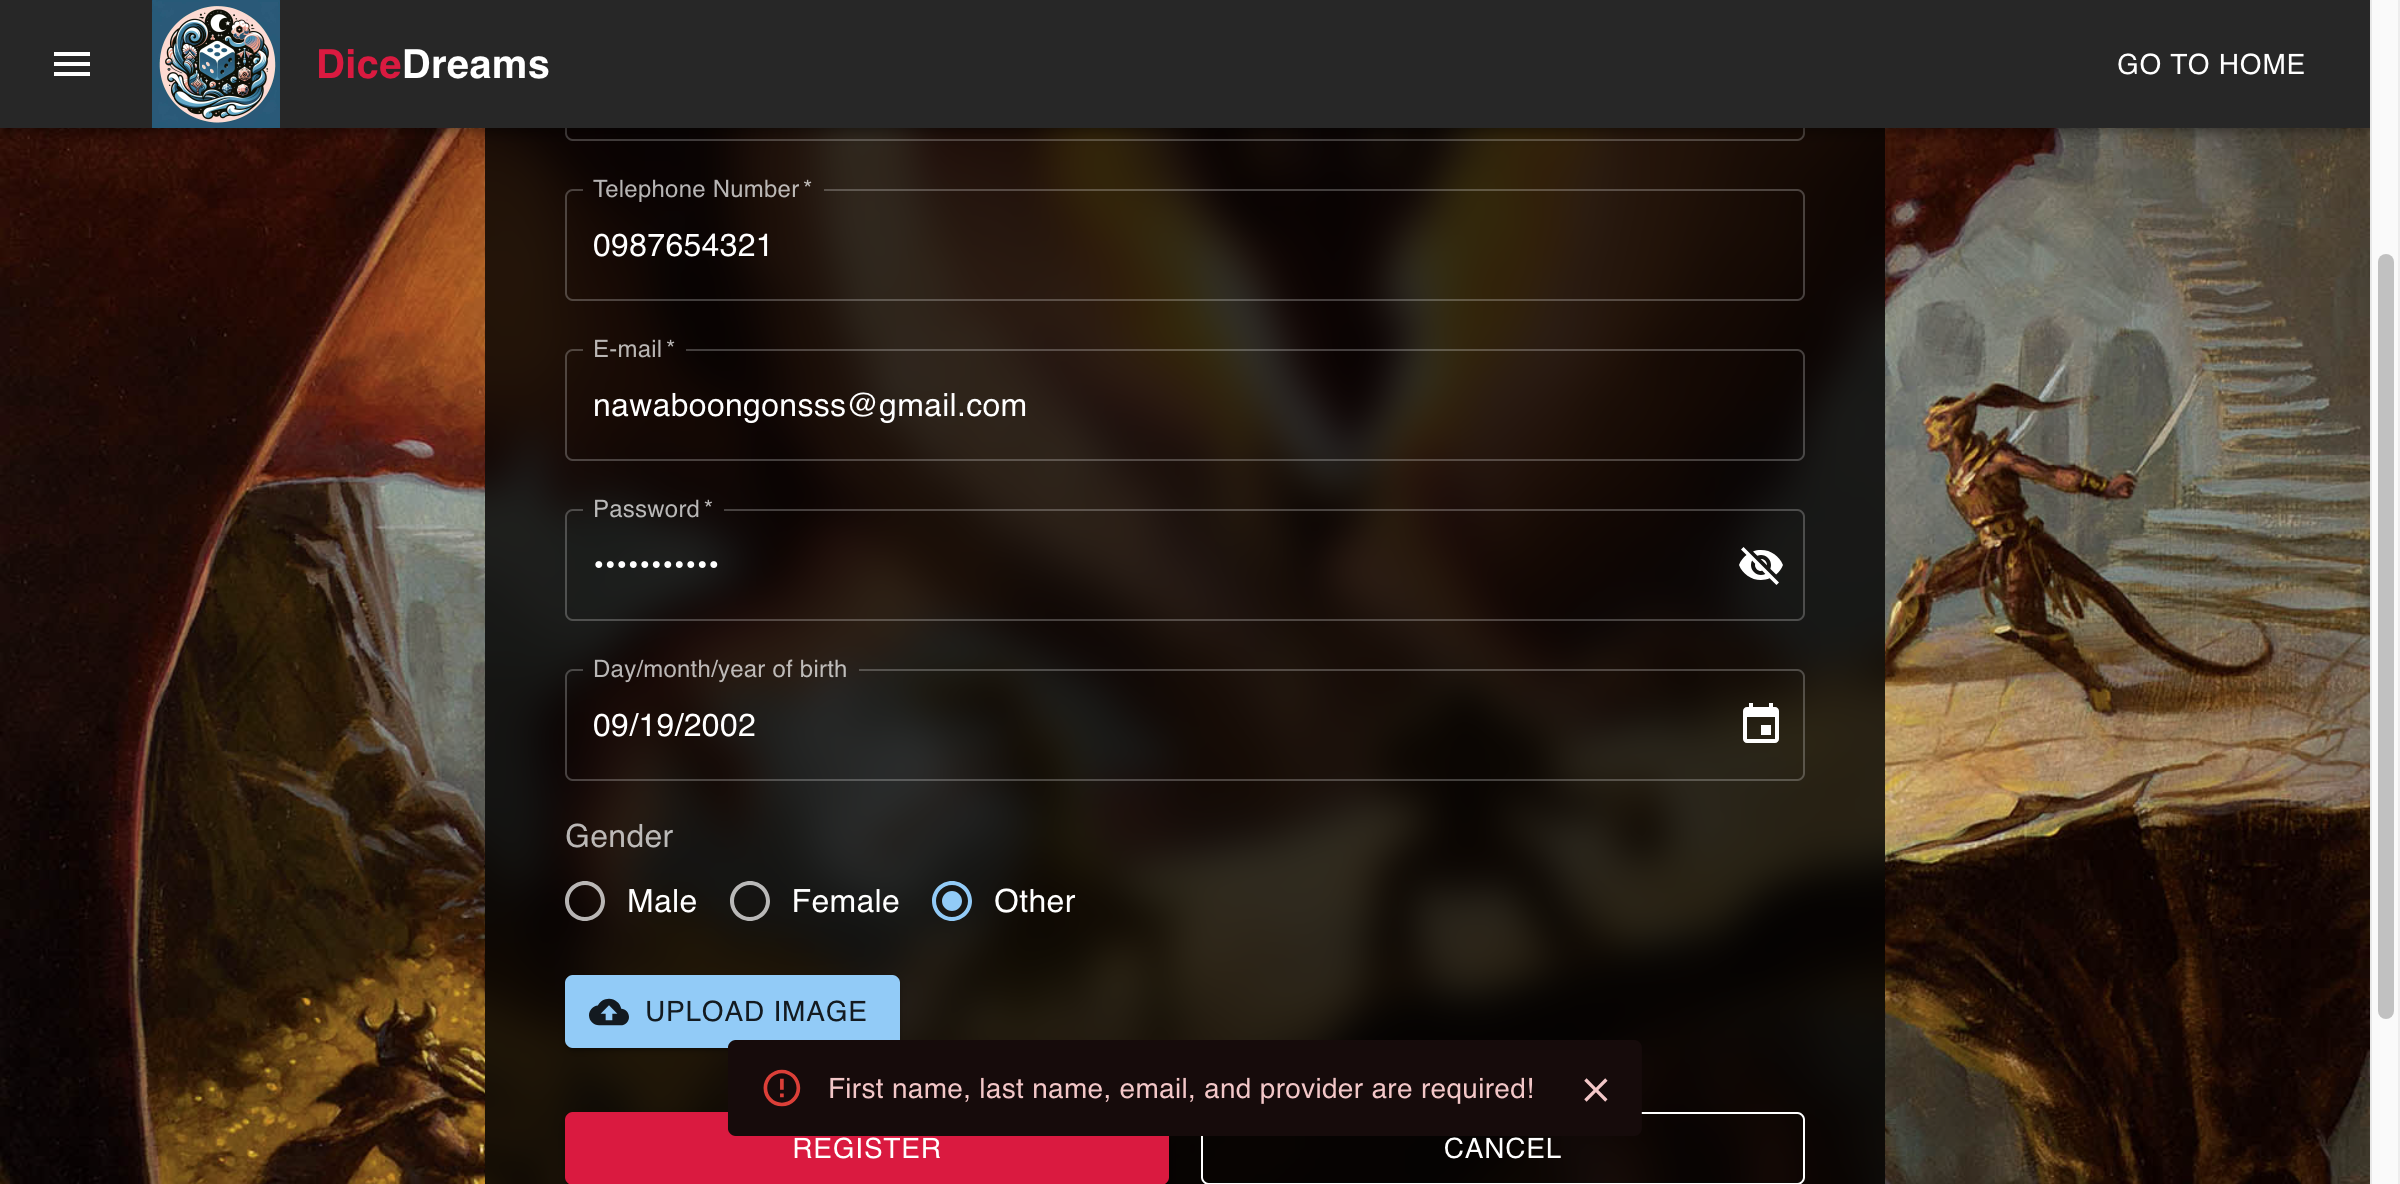 DiceDreams
GO TO HOME
Telephone Number *
0987654321
E-mail *
nawaboongonsss@gmail.com
Password *
•••••••••••
Day/month/year of birth
09/19/2002
Gender
Male
Female
Other
UPLOAD IMAGE
First name, last name, email, and provider are required!
REGISTER
CANCEL